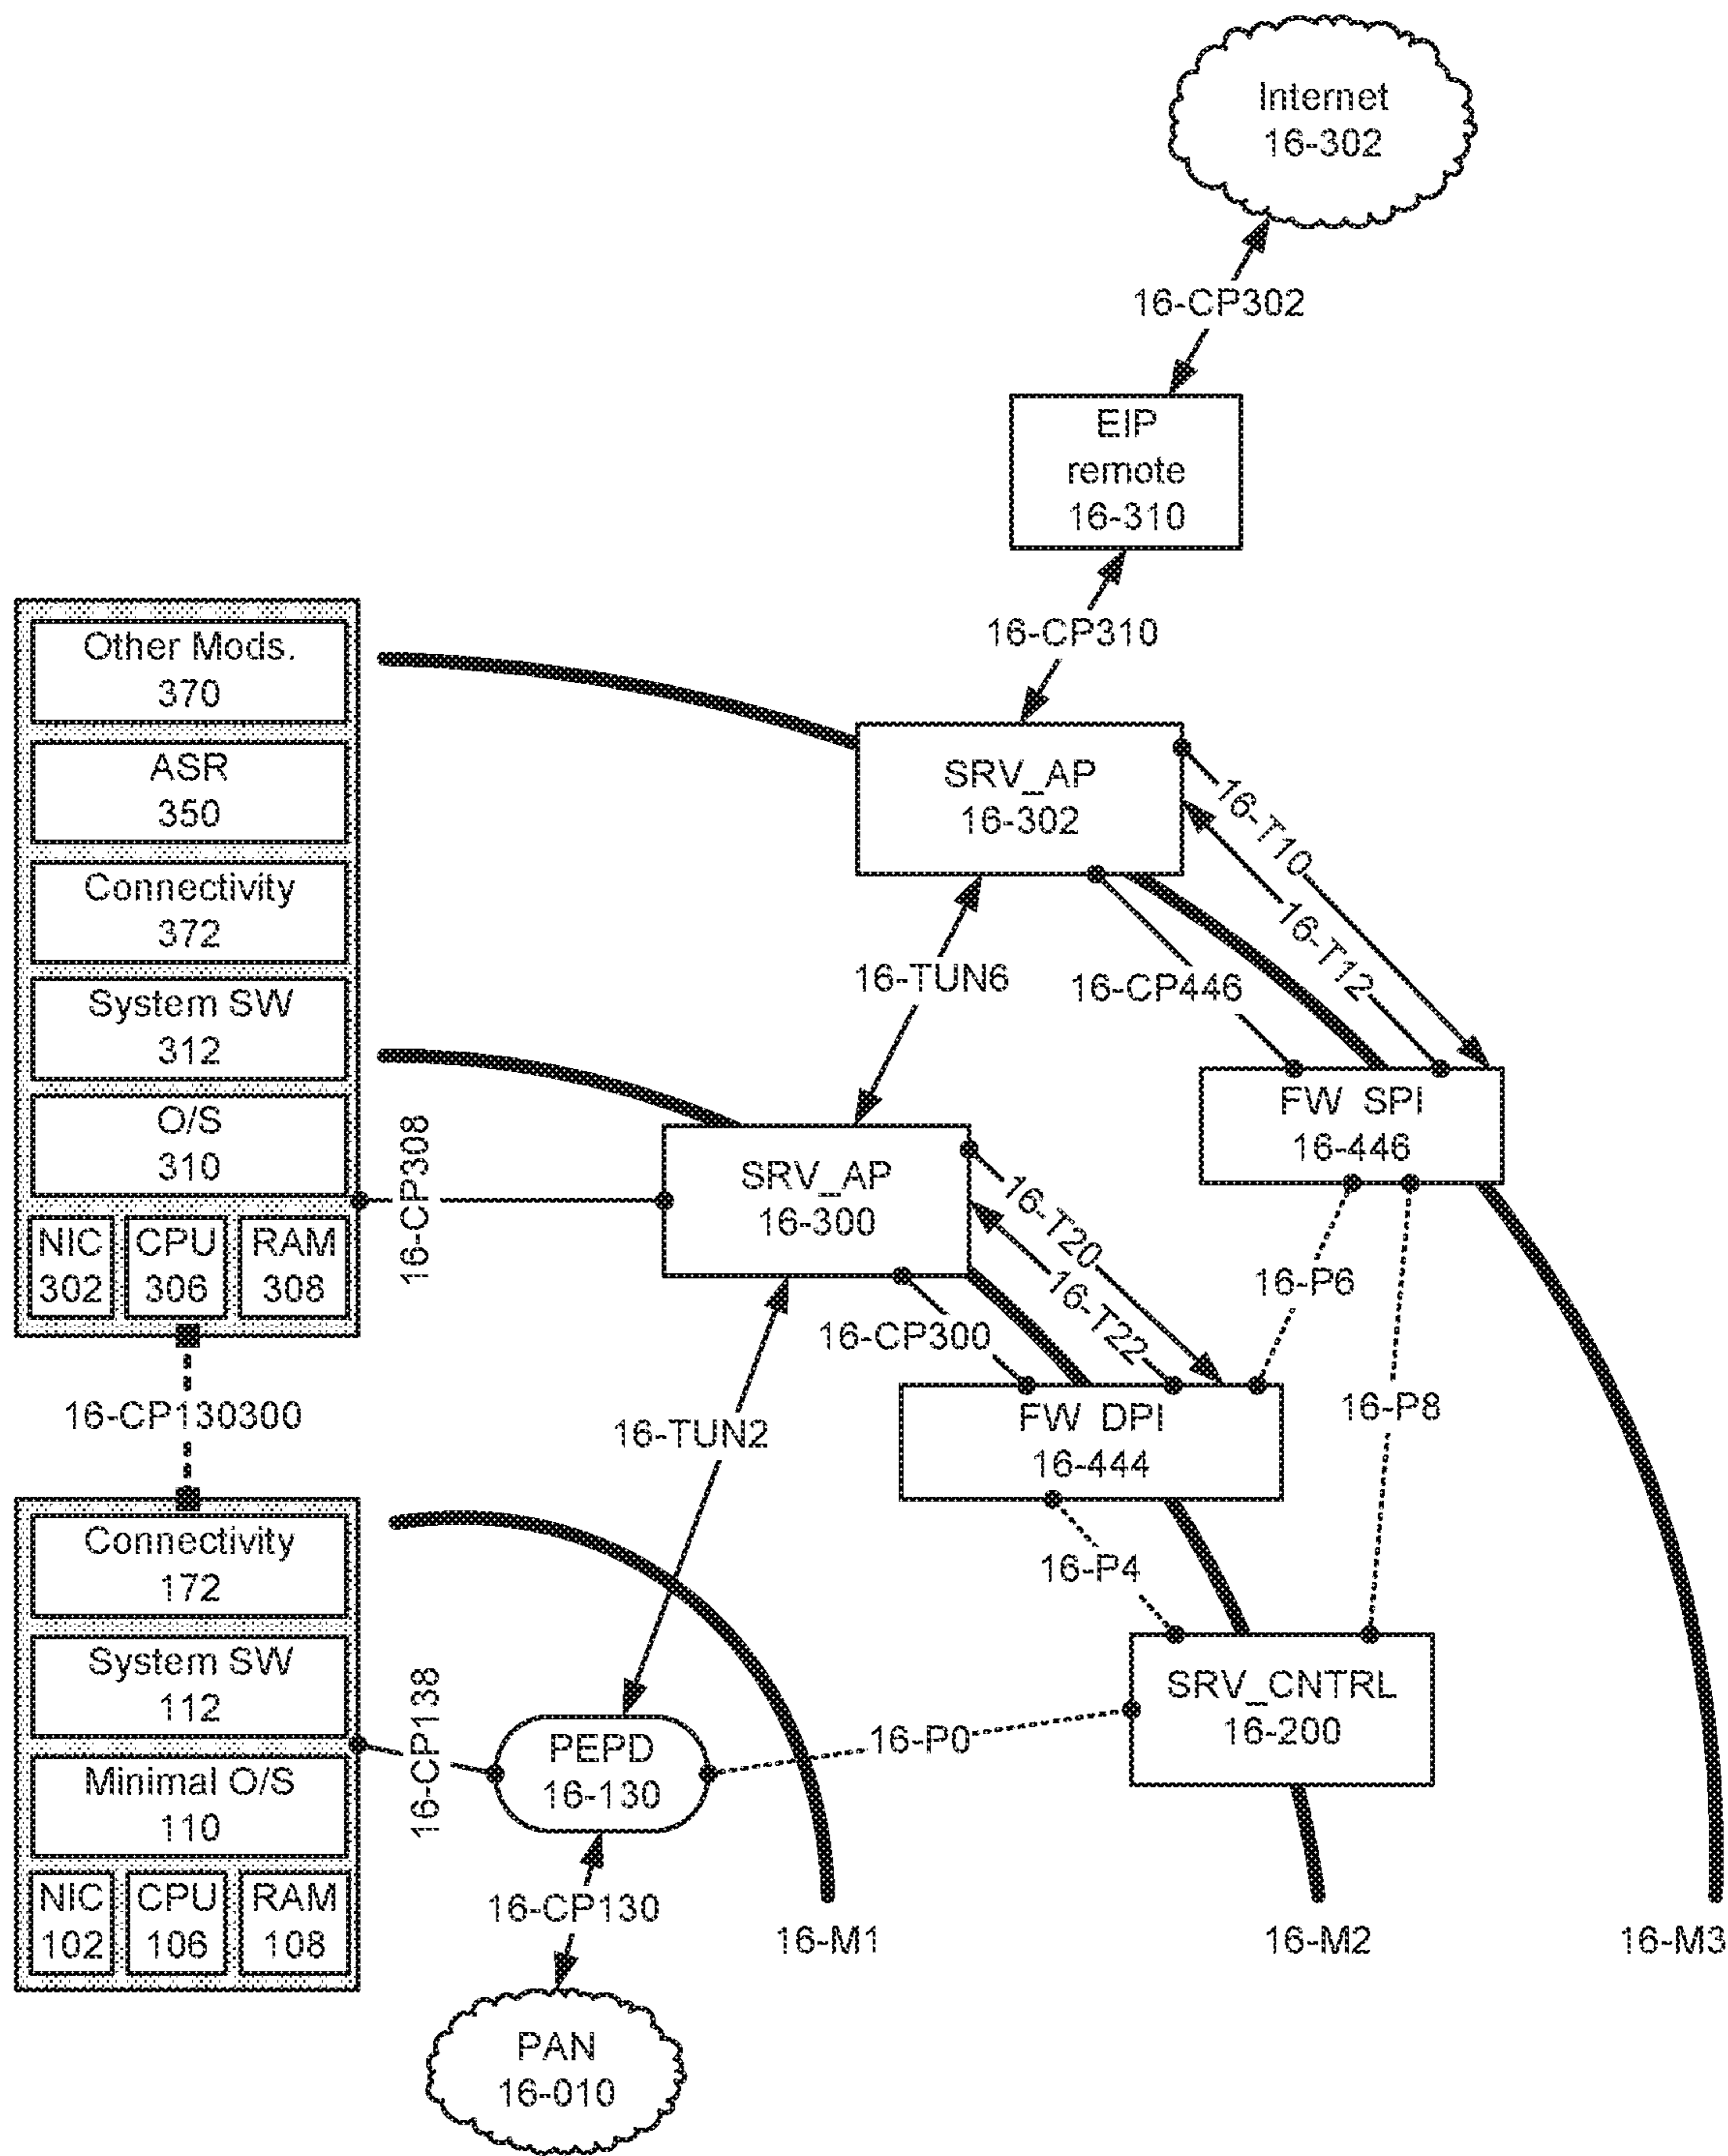 Internet
16-302
16-CP302
EIP
remote
16-310
16-CP310
Other Mods.
370
ASR
350
Connectivity
372
System SW
312
O/S
310
NIC
302
CPU
306
RAM
308
16-CP308
SRV_AP
16-302
16-T10
16-T12
16-TUN6
16-CP446
FW SPI
16-446
SRV_AP
16-300
16-T20
16-T22
16-P6
16-CP300
16-CP130300
16-TUN2
FW DPI
16-444
16-P8
16-P4
Connectivity
172
System SW
112
Minimal O/S
110
NIC
102
CPU
106
RAM
108
16-CP138
PEPD
16-130
16-P0
SRV_CNTRL
16-200
16-CP130
16-M1
16-M2
16-M3
PAN
16-010